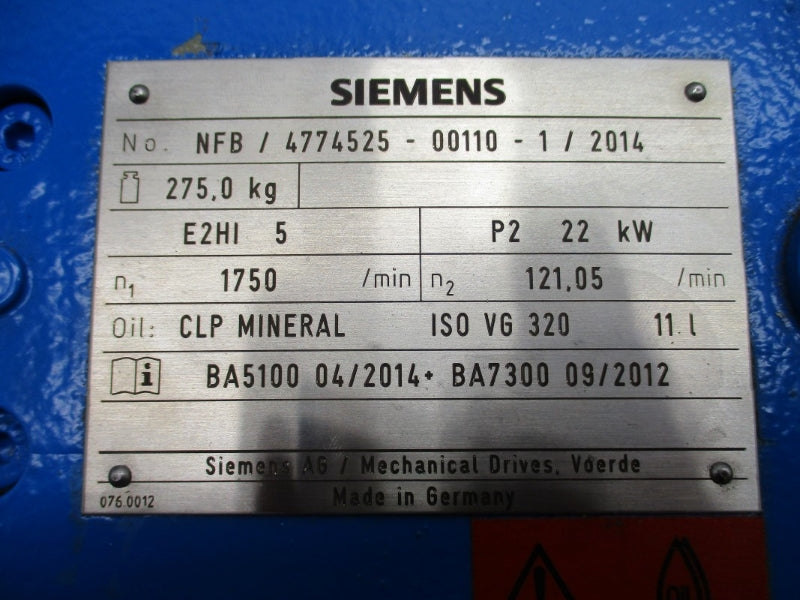 SIEMENS
No. NFB / 4774525 - 00110 - 1 / 2014
275,0 kg
E2HI 5 P2 22 kW
n1 1750 /min n2 121,05 /min
Oil: CLP MINERAL ISO VG 320 11 l
i BA5100 04/2014+ BA7300 09/2012
Siemens AG / Mechanical Drives, Voerde
076.0012 Made in Germany
OIL